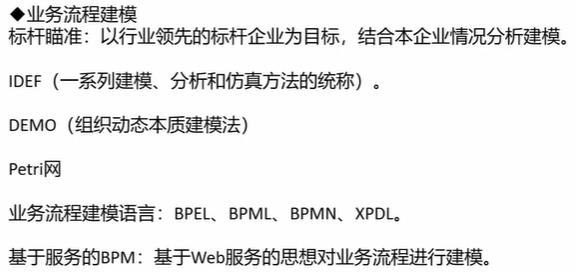 ◆业务流程建模
标杆瞄准：以行业领先的标杆企业为目标，结合本企业情况分析建模。
IDEF（一系列建模、分析和仿真方法的统称）。
DEMO（组织动态本质建模法）
Petri网
业务流程建模语言：BPEL、BPML、BPMN、XPDL。
基于服务的BPM：基于Web服务的思想对业务流程进行建模。